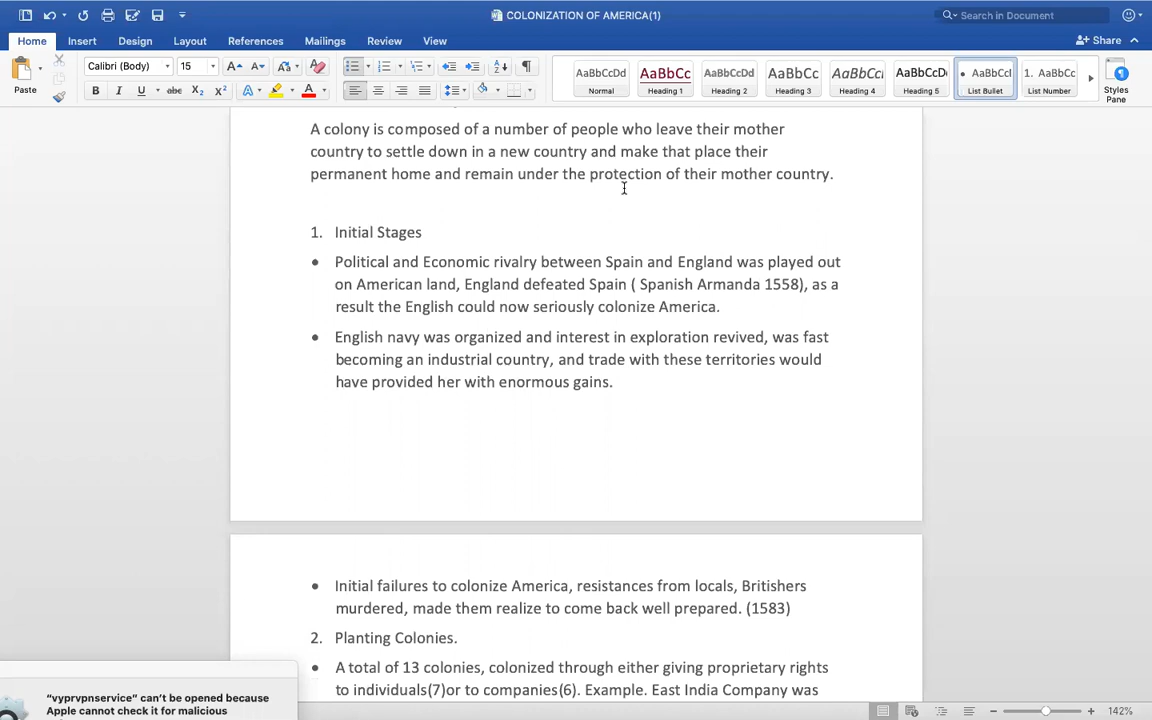 COLONIZATION OF AMERICA(1)
Search in Document
Home Insert Design Layout References Mailings Review View
Share
Paste
Calibri (Body) 15
AaBbCcDd AaBbCc AaBbCcDd AaBbCc AaBbCcI AaBbCcD AaBbCcI 1. AaBbCc
Normal Heading 1 Heading 2 Heading 3 Heading 4 Heading 5 List Bullet List Number
Styles
Pane
A colony is composed of a number of people who leave their mother
country to settle down in a new country and make that place their
permanent home and remain under the protection of their mother country.
1. Initial Stages
• Political and Economic rivalry between Spain and England was played out
on American land, England defeated Spain ( Spanish Armanda 1558), as a
result the English could now seriously colonize America.
• English navy was organized and interest in exploration revived, was fast
becoming an industrial country, and trade with these territories would
have provided her with enormous gains.
• Initial failures to colonize America, resistances from locals, Britishers
murdered, made them realize to come back well prepared. (1583)
2. Planting Colonies.
• A total of 13 colonies, colonized through either giving proprietary rights
to individuals(7)or to companies(6). Example. East India Company was
“vyprvpnservice” can’t be opened because
Apple cannot check it for malicious
142%